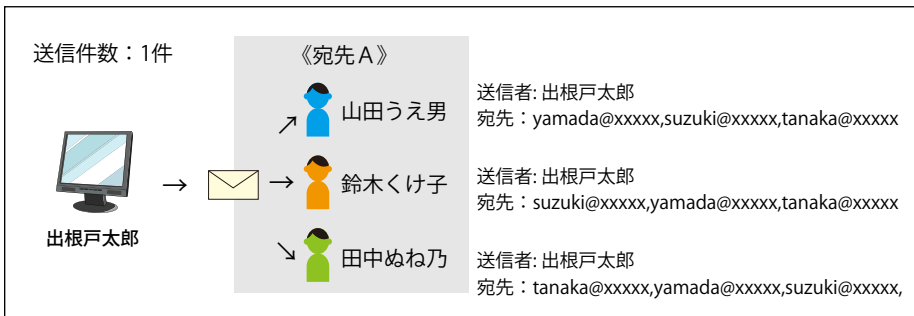 送信件数：1件
《宛先A》
出根戸太郎
山田うえ男
送信者: 出根戸太郎
宛先：yamada@xxxxx,suzuki@xxxxx,tanaka@xxxxx
鈴木くけ子
送信者: 出根戸太郎
宛先：suzuki@xxxxx,yamada@xxxxx,tanaka@xxxxx
田中ぬね乃
送信者: 出根戸太郎
宛先：tanaka@xxxxx,yamada@xxxxx,suzuki@xxxxx,